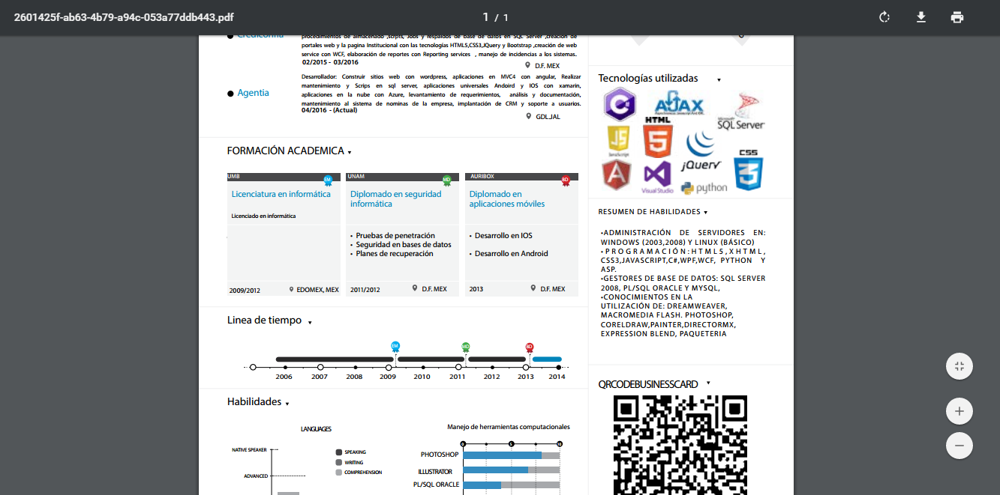 2601425f-ab63-4b79-a94c-053a77ddb443.pdf
1 / 1
Crediconfia
procedimientos de almacenado ,scrpts, Jobs y respaldos de base de datos en SQL Server ,creación de
portales web y la pagina Institucional con las tecnologías HTML5,CSS3,JQuery y Bootstrap ,creación de web
service con WCF, elaboración de reportes con Reporting services , manejo de incidencias a los sistemas.
02/2015 - 03/2016
D.F. MEX
Agentia
Desarrollador: Construir sitios web con wordpress, aplicaciones en MVC4 con angular, Realizar
mantenimiento y Scrips en sql server, aplicaciones universales Andoird y IOS con xamarin,
aplicaciones en la nube con Azure, levantamiento de requerimientos, análisis y documentación,
mantenimiento al sistema de nominas de la empresa, implantación de CRM y soporte a usuarios.
04/2016 - (Actual)
GDL.JAL
FORMACIÓN ACADEMICA
UMB
EM
Licenciatura en informática
Licenciado en informática
2009/2012
EDOMEX, MEX
UNAM
MD
Diplomado en seguridad
informática
• Pruebas de penetración
• Seguridad en bases de datos
• Planes de recuperación
2011/2012
D.F. MEX
AURIBOX
BD
Diplomado en
aplicaciones móviles
• Desarrollo en IOS
• Desarrollo en Android
2013
D.F. MEX
Linea de tiempo
EM MD BD
2006 2007 2008 2009 2010 2011 2012 2013 2014
Habilidades
LANGUAGES
NATIVE SPEAKER
ADVANCED
SPEAKING
WRITING
COMPREHENSION
Manejo de herramientas computacionales
0 5 10
PHOTOSHOP
ILLUSTRATOR
PL/SQL ORACLE
Tecnologías utilizadas
C#
AJAX
Microsoft
SQL Server
JS
JavaScript
HTML
5
jQuery
CSS
3
A
Visual Studio
python
RESUMEN DE HABILIDADES
•ADMINISTRACIÓN DE SERVIDORES EN:
WINDOWS (2003,2008) Y LINUX (BÁSICO)
•PROGRAMACIÓN:HTML5,XHTML,
CSS3,JAVASCRIPT,C#,WPF,WCF, PYTHON Y
ASP.
•GESTORES DE BASE DE DATOS: SQL SERVER
2008, PL/SQL ORACLE Y MYSQL,
•CONOCIMIENTOS EN LA
UTILIZACIÓN DE: DREAMWEAVER,
MACROMEDIA FLASH. PHOTOSHOP,
CORELDRAW,PAINTER,DIRECTORMX,
EXPRESSION BLEND, PAQUETERIA
QRCODEBUSINESSCARD